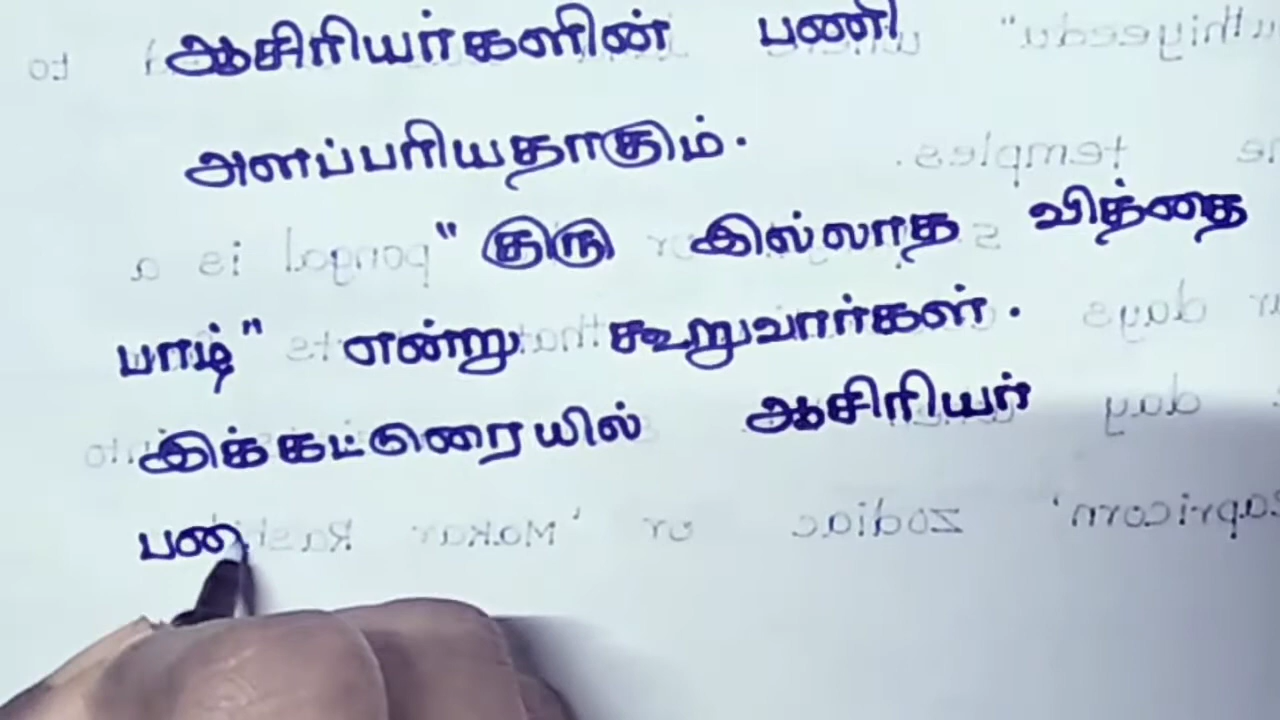 ஆசிரியர்களின் பணி
அளப்பரியதாகும்.
"குரு இல்லாத வித்தை
பாழ்" என்று கூறுவார்கள்.
இக்கட்டுரையில் ஆசிரியர்
பண